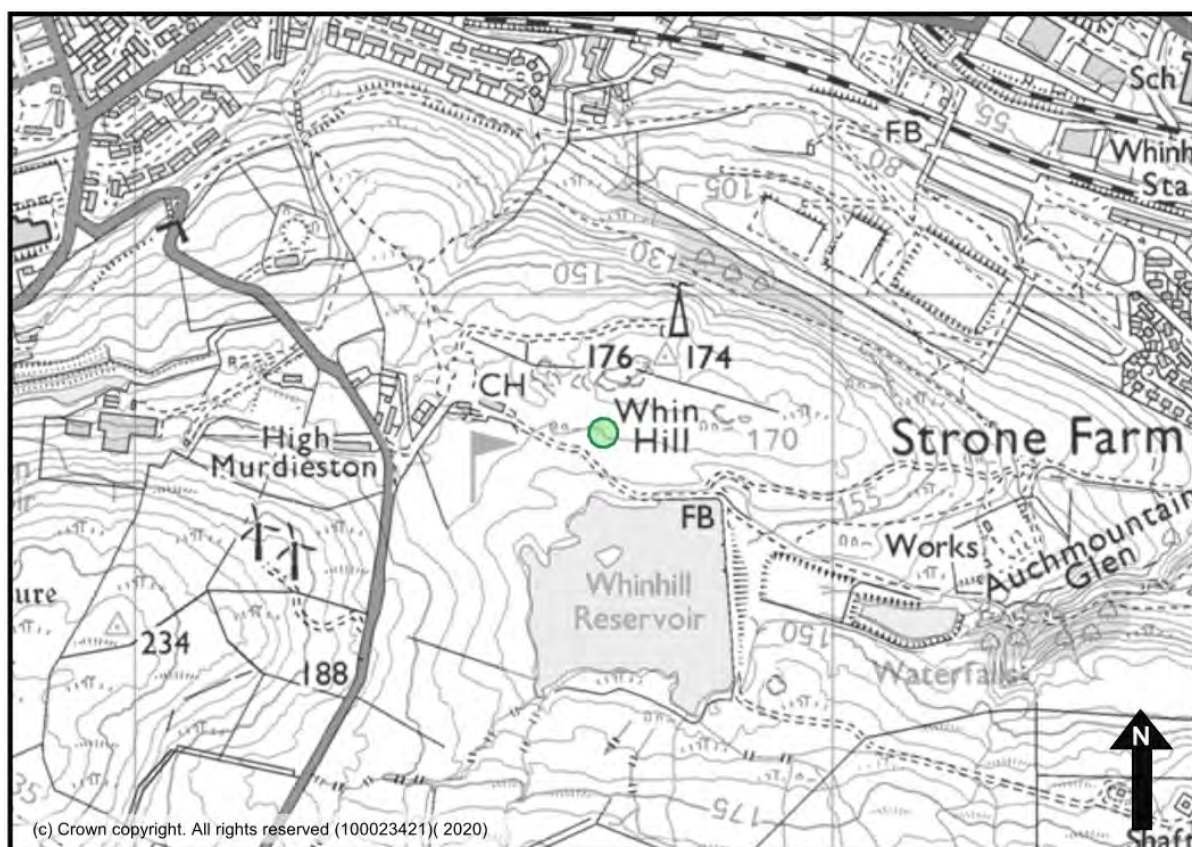 Sch
FB
55
Whinh
Sta
80
105
130
150
176
174
CH
Whin
Hill
170
Strone Farm
High
Murdieston
FB
155
Works
Auchmountain
Glen
Whinhill
Reservoir
ure
234
188
150
Waterfalls
N
175
35
Shaft
(c) Crown copyright. All rights reserved (100023421)( 2020)